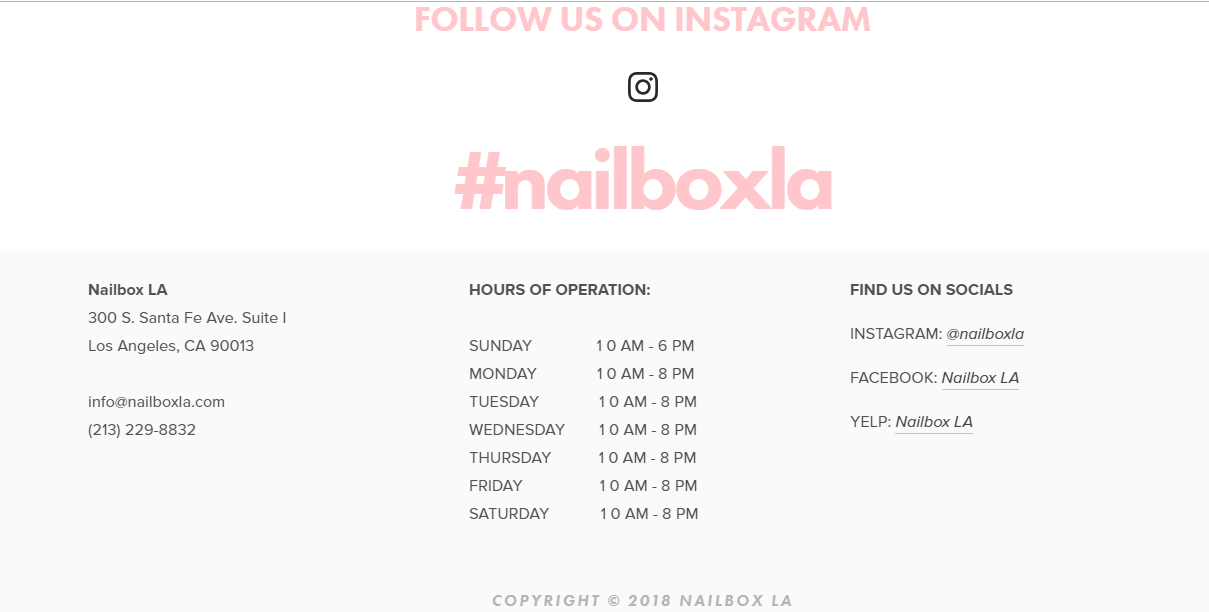 FOLLOW US ON INSTAGRAM
#nailboxla
Nailbox LA
300 S. Santa Fe Ave. Suite I
Los Angeles, CA 90013
info@nailboxla.com
(213) 229-8832
HOURS OF OPERATION:
SUNDAY 1 0 AM - 6 PM
MONDAY 1 0 AM - 8 PM
TUESDAY 1 0 AM - 8 PM
WEDNESDAY 1 0 AM - 8 PM
THURSDAY 1 0 AM - 8 PM
FRIDAY 1 0 AM - 8 PM
SATURDAY 1 0 AM - 8 PM
FIND US ON SOCIALS
INSTAGRAM: @nailboxla
FACEBOOK: Nailbox LA
YELP: Nailbox LA
COPYRIGHT © 2018 NAILBOX LA